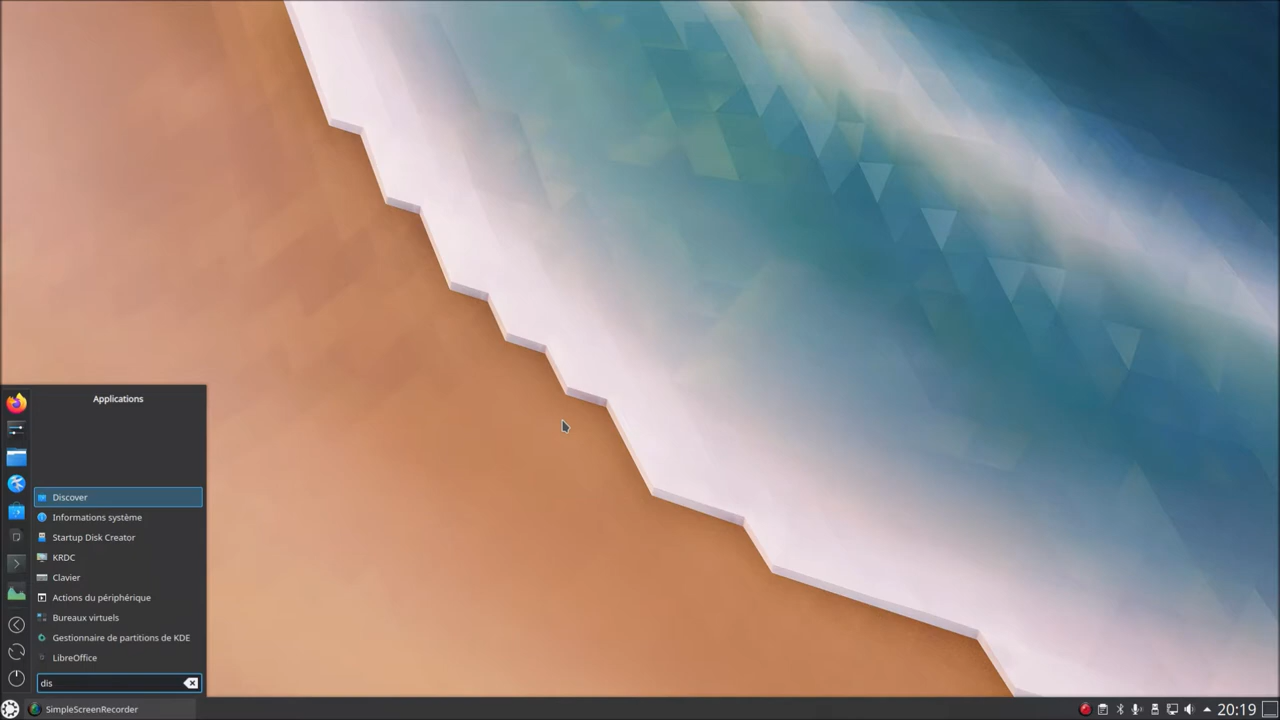 Applications
Discover
Informations système
Startup Disk Creator
KRDC
Clavier
Actions du périphérique
Bureaux virtuels
Gestionnaire de partitions de KDE
LibreOffice
dis
SimpleScreenRecorder
20:19